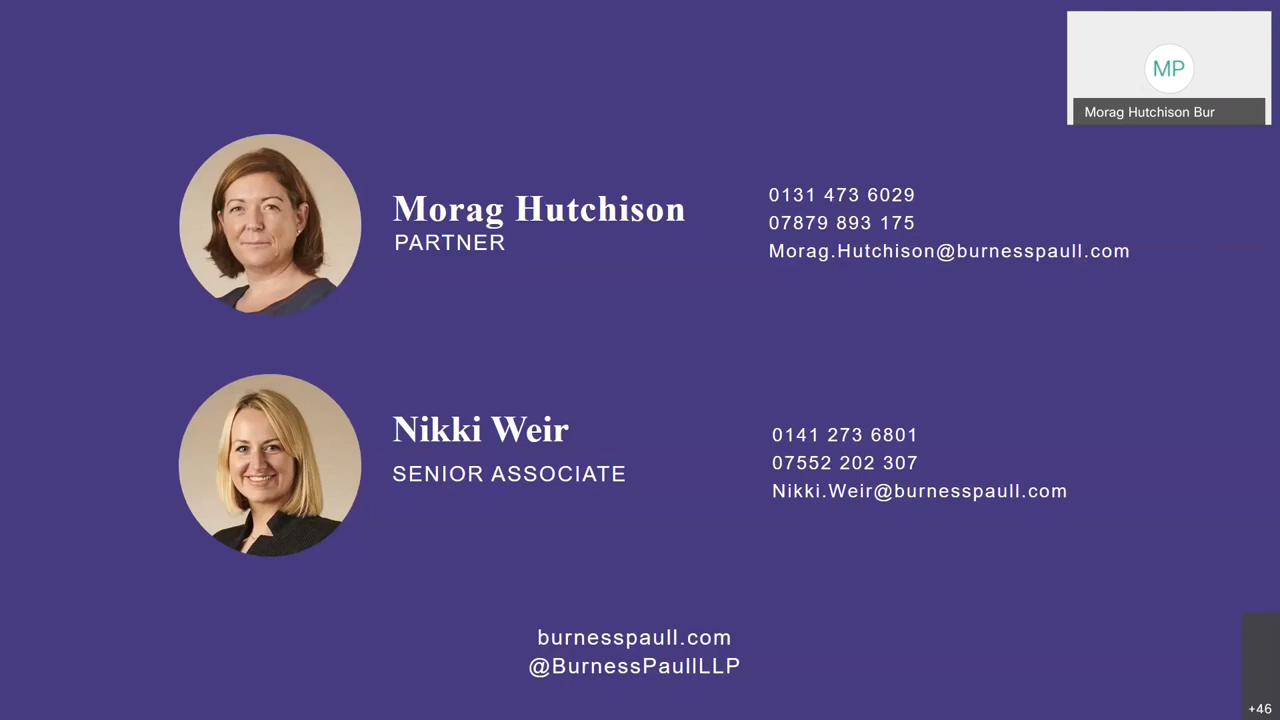 MP
Morag Hutchison Bur
Morag Hutchison
PARTNER
0131 473 6029
07879 893 175
Morag.Hutchison@burnesspaull.com
Nikki Weir
SENIOR ASSOCIATE
0141 273 6801
07552 202 307
Nikki.Weir@burnesspaull.com
burnesspaull.com
@BurnessPaullLLP
+46